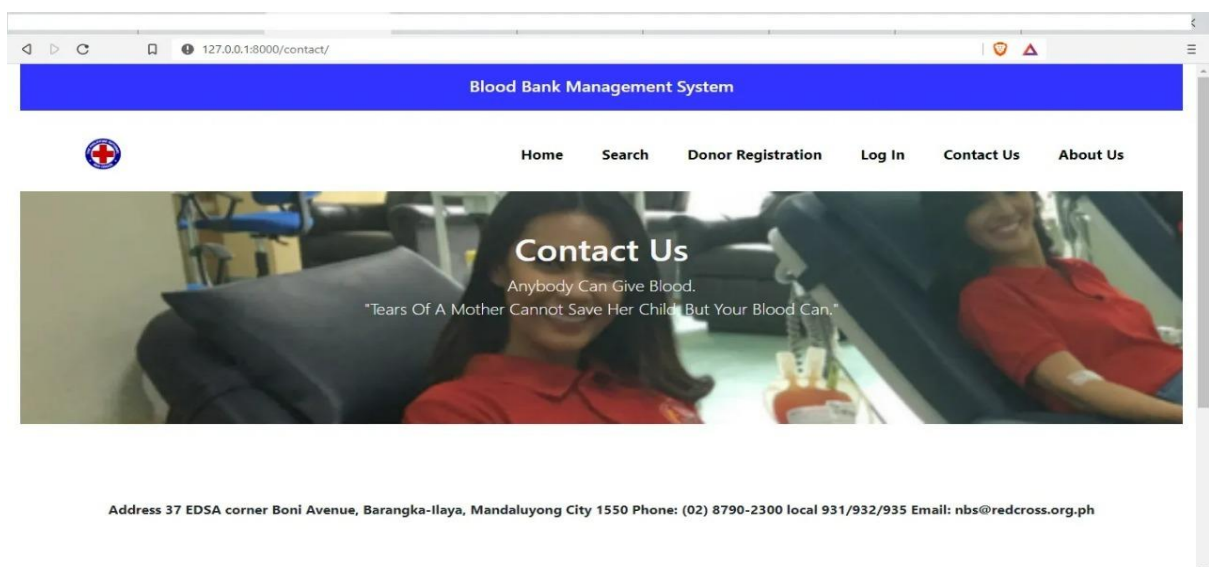 127.0.0.1:8000/contact/
Blood Bank Management System
Home Search Donor Registration Log In Contact Us About Us
Contact Us
Anybody Can Give Blood.
"Tears Of A Mother Cannot Save Her Child. But Your Blood Can."
Address 37 EDSA corner Boni Avenue, Barangka-Ilaya, Mandaluyong City 1550 Phone: (02) 8790-2300 local 931/932/935 Email: nbs@redcross.org.ph